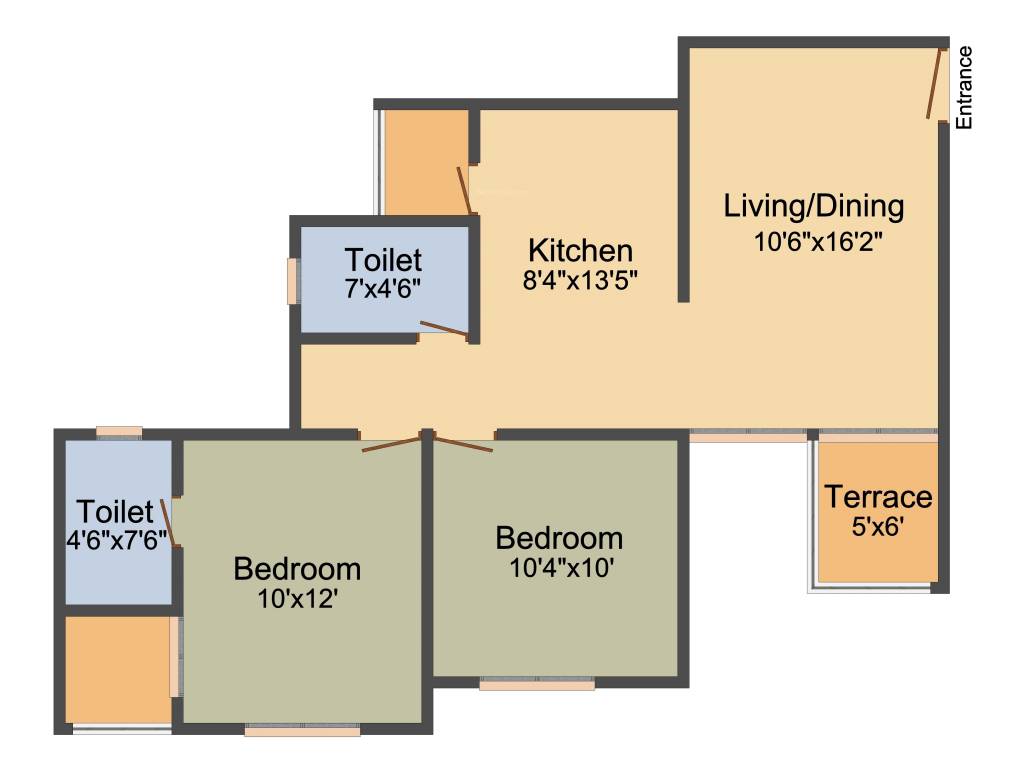 Entrance
Living/Dining
10'6"x16'2"
Kitchen
8'4"x13'5"
Toilet
7'x4'6"
Toilet
4'6"x7'6"
Bedroom
10'x12'
Bedroom
10'4"x10'
Terrace
5'x6'